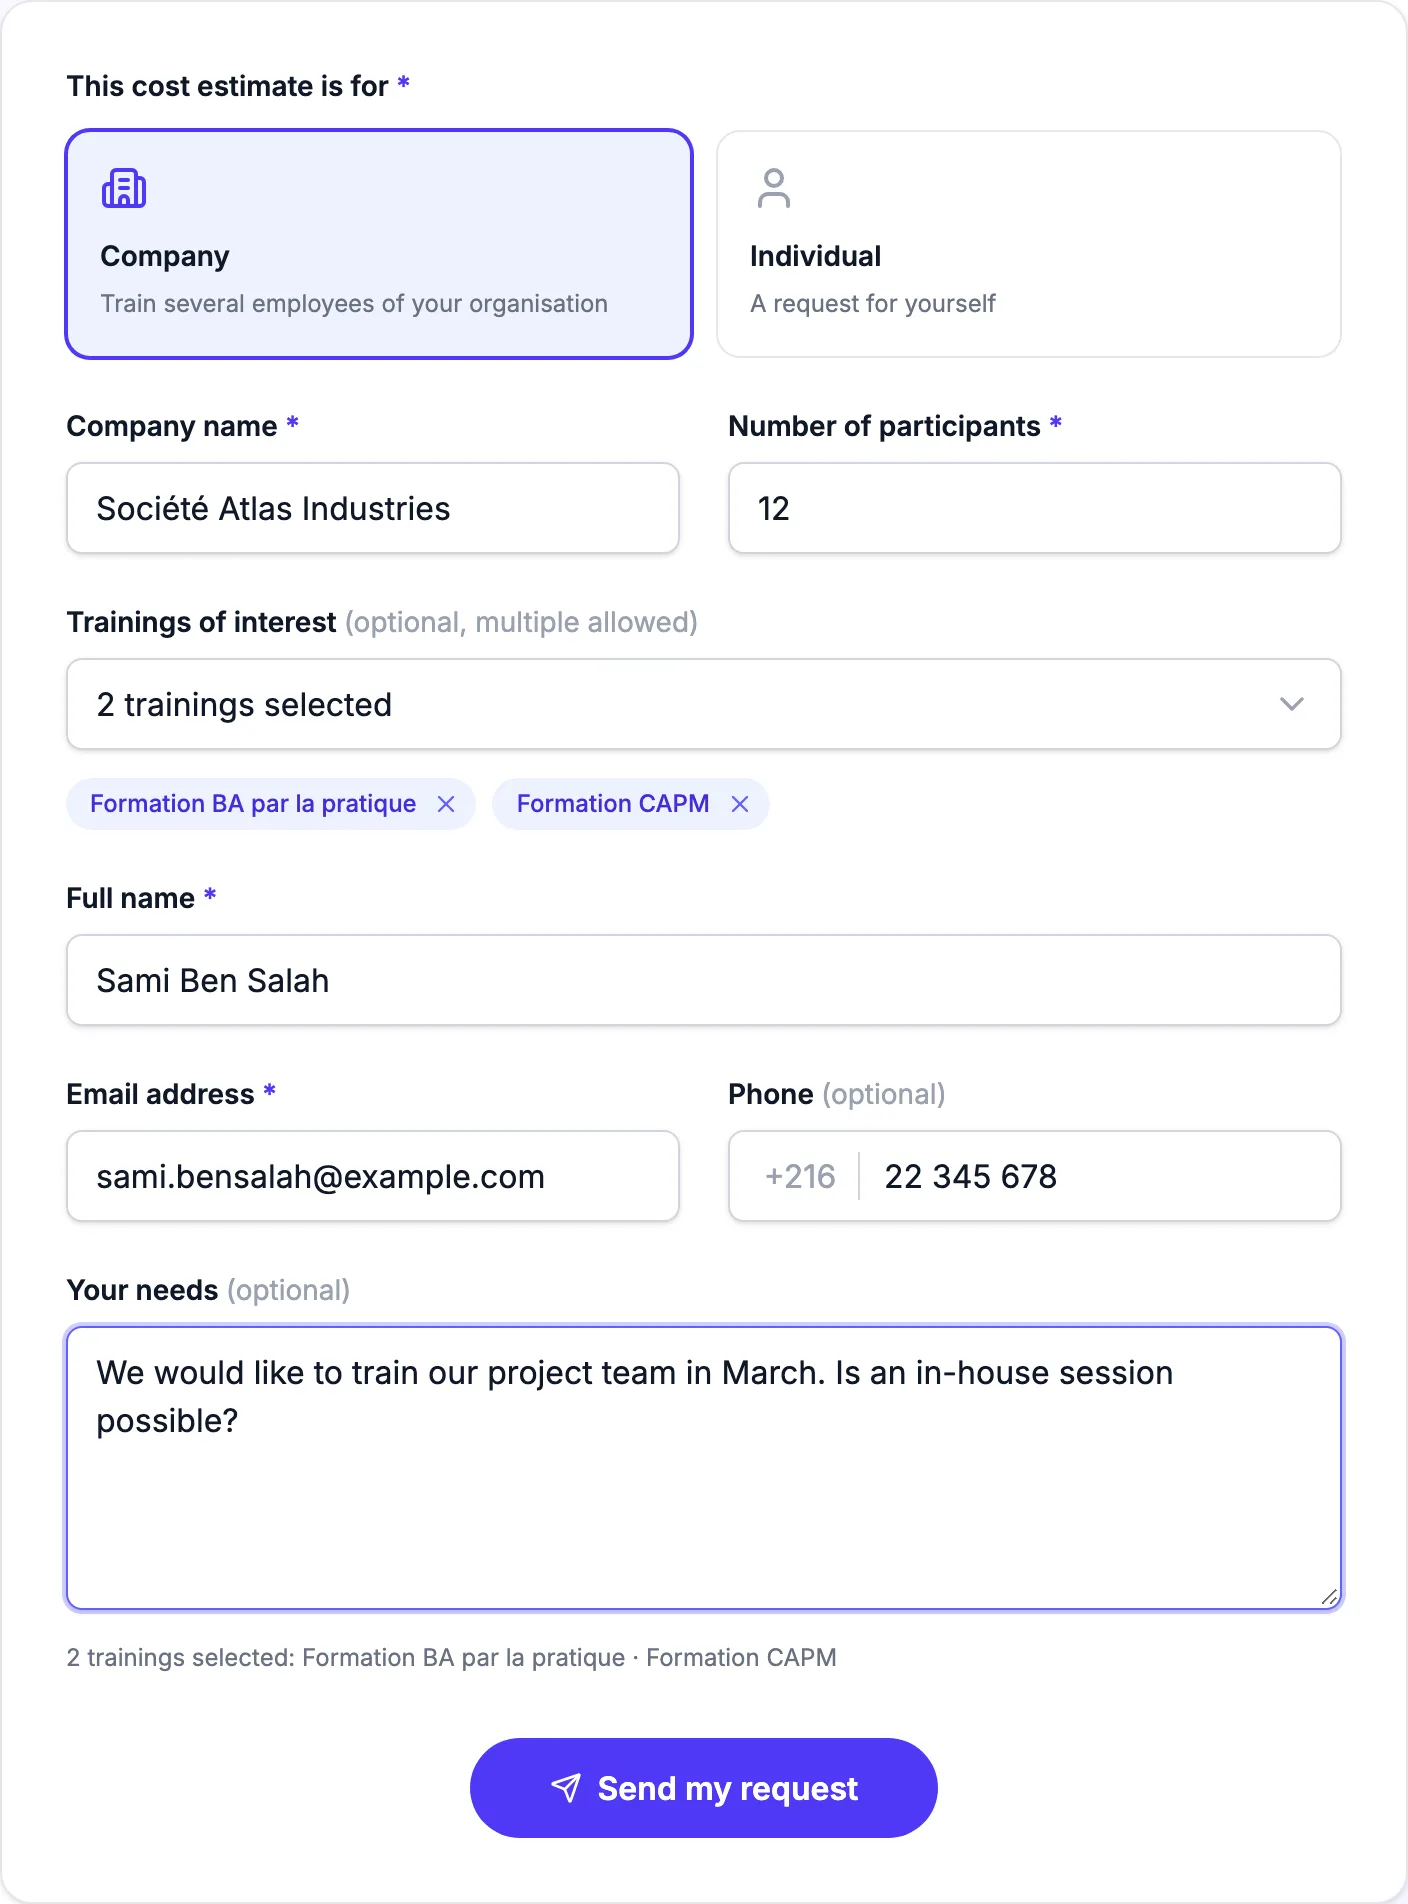 This cost estimate is for *
Company
Train several employees of your organisation
Individual
A request for yourself
Company name *
Société Atlas Industries
Number of participants *
12
Trainings of interest (optional, multiple allowed)
2 trainings selected
Formation BA par la pratique
Formation CAPM
Full name *
Sami Ben Salah
Email address *
sami.bensalah@example.com
Phone (optional)
+216 22 345 678
Your needs (optional)
We would like to train our project team in March. Is an in-house session
possible?
2 trainings selected: Formation BA par la pratique · Formation CAPM
Send my request